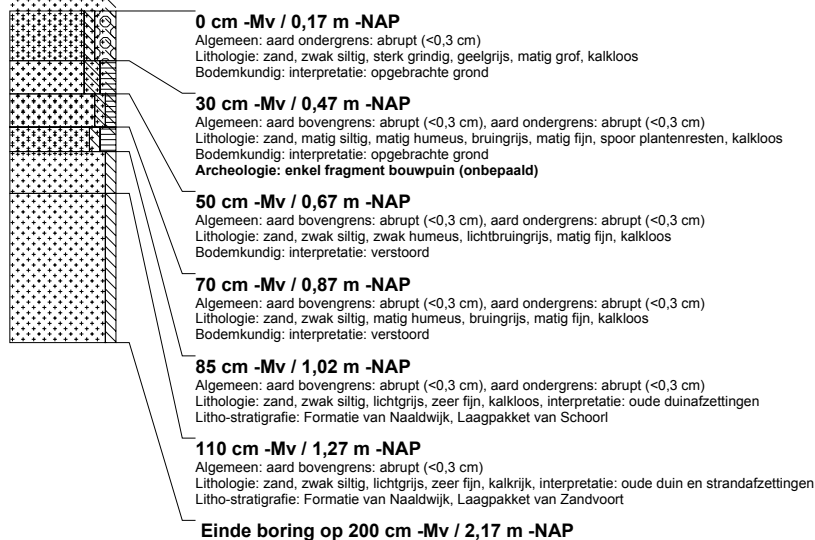 0 cm -Mv / 0,17 m -NAP
Algemeen: aard ondergrens: abrupt (<0,3 cm)
Lithologie: zand, zwak siltig, sterk grindig, geelgrijs, matig grof, kalkloos
Bodemkundig: interpretatie: opgebrachte grond
30 cm -Mv / 0,47 m -NAP
Algemeen: aard bovengrens: abrupt (<0,3 cm), aard ondergrens: abrupt (<0,3 cm)
Lithologie: zand, matig siltig, matig humeus, bruingrijs, matig fijn, spoor plantenresten, kalkloos
Bodemkundig: interpretatie: opgebrachte grond
Archeologie: enkel fragment bouwpuin (onbepaald)
50 cm -Mv / 0,67 m -NAP
Algemeen: aard bovengrens: abrupt (<0,3 cm), aard ondergrens: abrupt (<0,3 cm)
Lithologie: zand, zwak siltig, zwak humeus, lichtbruingrijs, matig fijn, kalkloos
Bodemkundig: interpretatie: verstoord
70 cm -Mv / 0,87 m -NAP
Algemeen: aard bovengrens: abrupt (<0,3 cm), aard ondergrens: abrupt (<0,3 cm)
Lithologie: zand, zwak siltig, matig humeus, bruingrijs, matig fijn, kalkloos
Bodemkundig: interpretatie: verstoord
85 cm -Mv / 1,02 m -NAP
Algemeen: aard bovengrens: abrupt (<0,3 cm), aard ondergrens: abrupt (<0,3 cm)
Lithologie: zand, zwak siltig, lichtgrijs, zeer fijn, kalkloos, interpretatie: oude duinafzettingen
Litho-stratigrafie: Formatie van Naaldwijk, Laagpakket van Schoorl
110 cm -Mv / 1,27 m -NAP
Algemeen: aard bovengrens: abrupt (<0,3 cm)
Lithologie: zand, zwak siltig, lichtgrijs, zeer fijn, kalkrijk, interpretatie: oude duin en strandafzettingen
Litho-stratigrafie: Formatie van Naaldwijk, Laagpakket van Zandvoort
Einde boring op 200 cm -Mv / 2,17 m -NAP